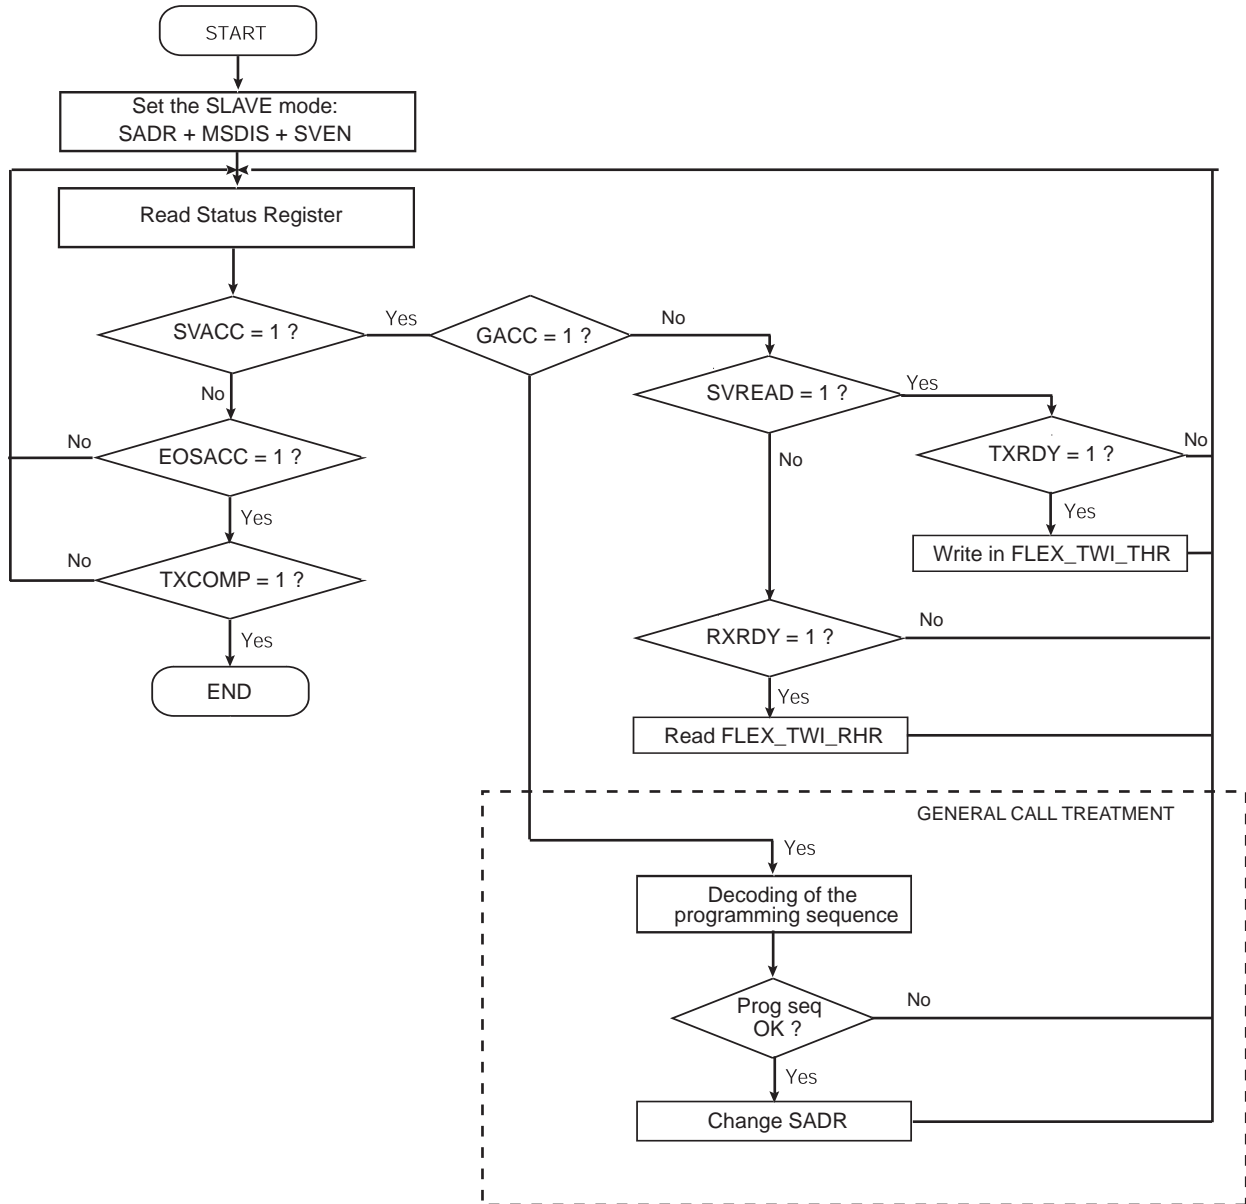 START
Set the SLAVE mode:
SADR + MSDIS + SVEN
Read Status Register
SVACC = 1 ?
Yes
GACC = 1 ?
No
SVREAD = 1 ?
Yes
No
EOSACC = 1 ?
No
TXRDY = 1 ?
No
No
Yes
Yes
Write in FLEX_TWI_THR
TXCOMP = 1 ?
No
RXRDY = 1 ?
No
Yes
END
Yes
Read FLEX_TWI_RHR
GENERAL CALL TREATMENT
Yes
Decoding of the
programming sequence
Prog seq
OK ?
No
Yes
Change SADR